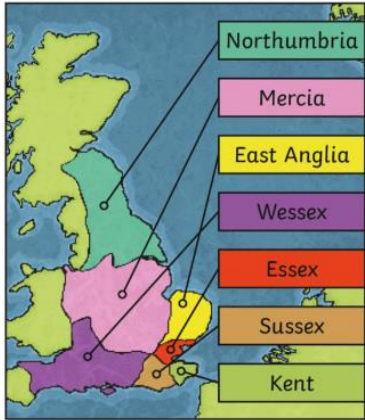 Northumbria
Mercia
East Anglia
Wessex
Essex
Sussex
Kent